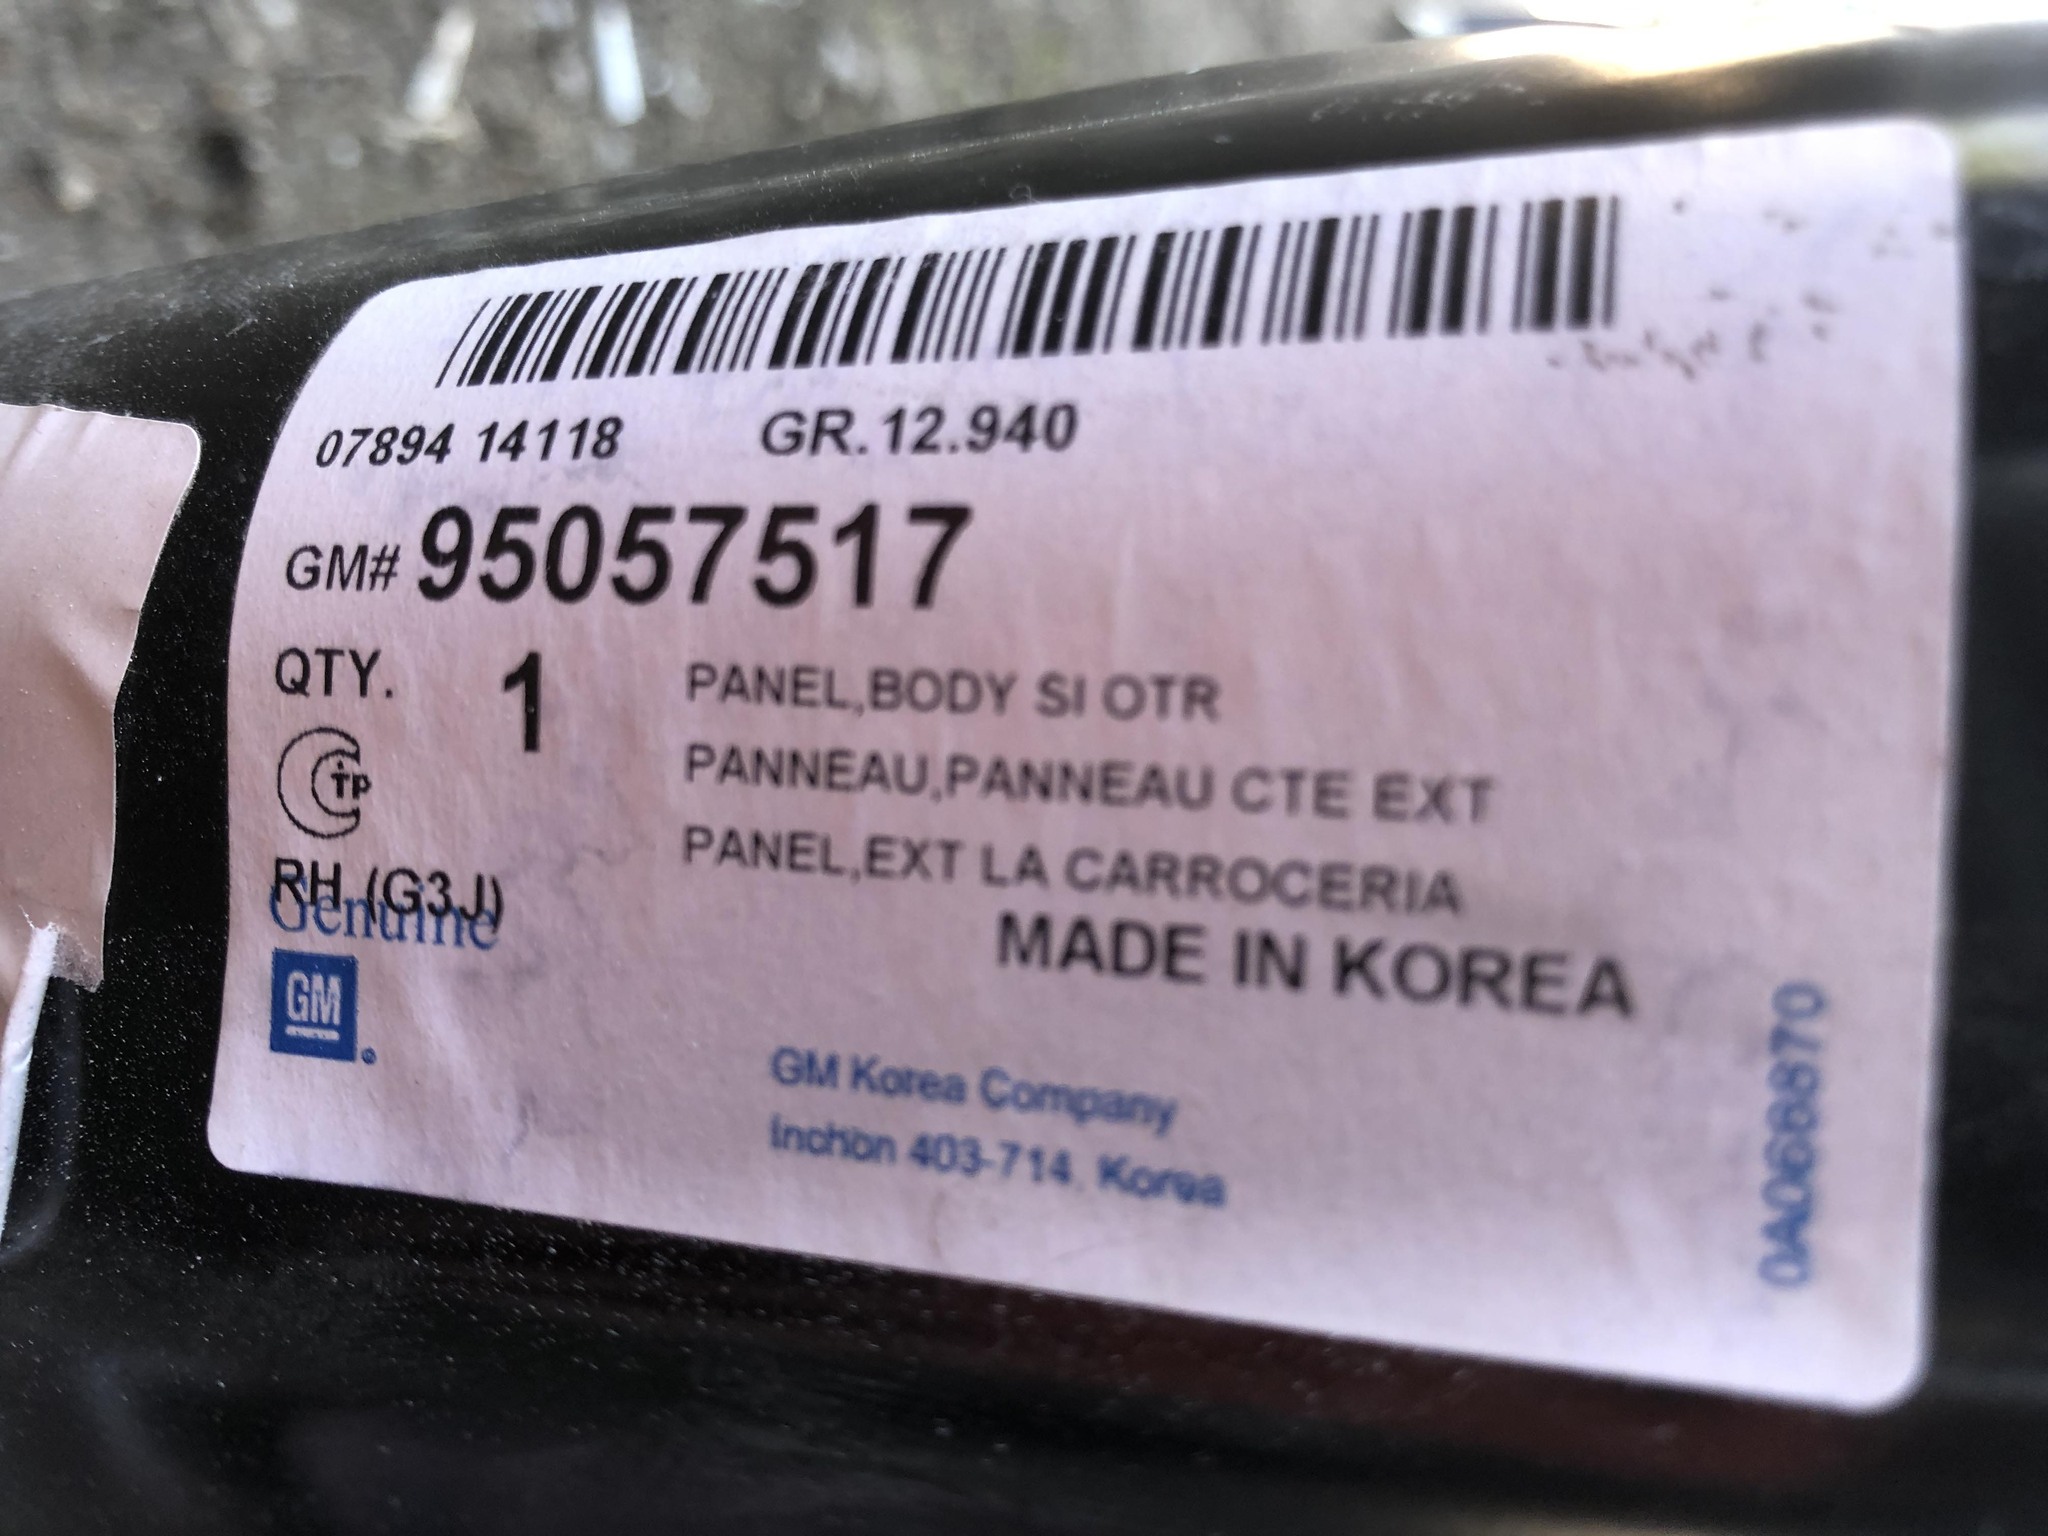 07894 14118 GR. 12.940
GM# 95057517
QTY. 1 PANEL,BODY SI OTR
PANNEAU,PANNEAU CTE EXT
PANEL,EXT LA CARROCERIA
RH (G3J)
Genuine
MADE IN KOREA
GM
GM Korea Company
Inchon 403-714. Korea
0A068870